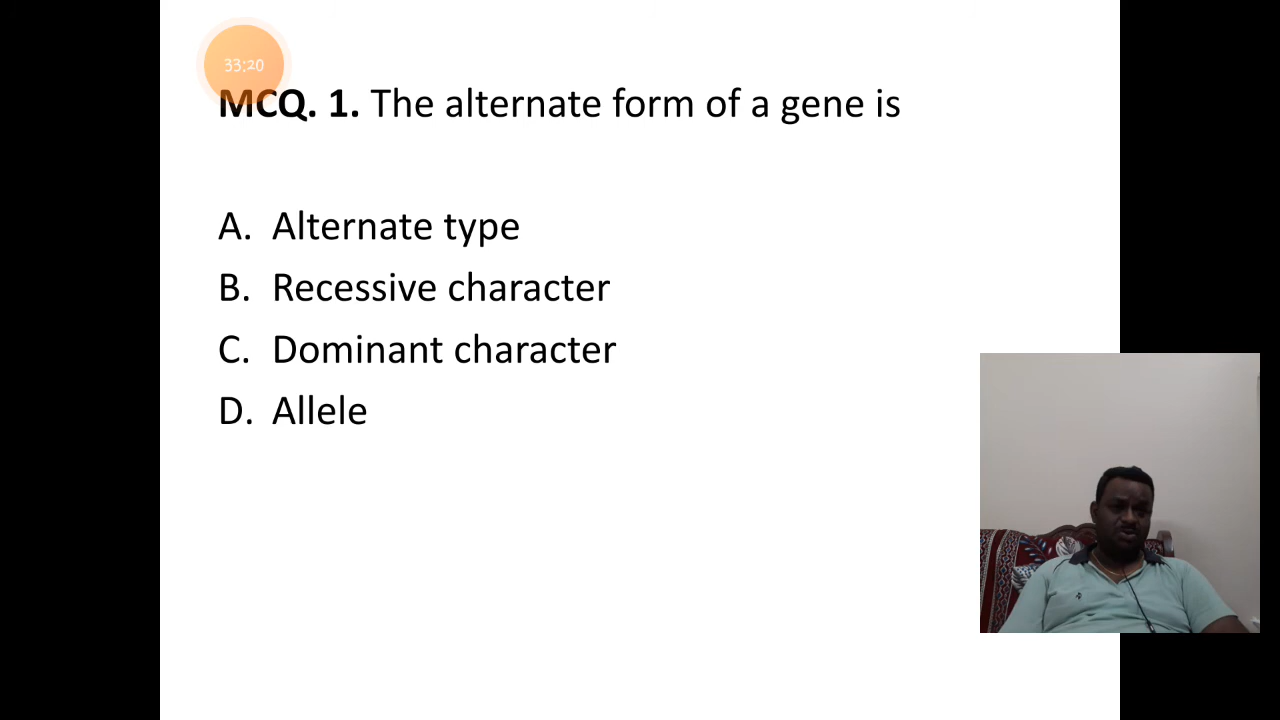 33:20
MCQ. 1. The alternate form of a gene is
A. Alternate type
B. Recessive character
C. Dominant character
D. Allele